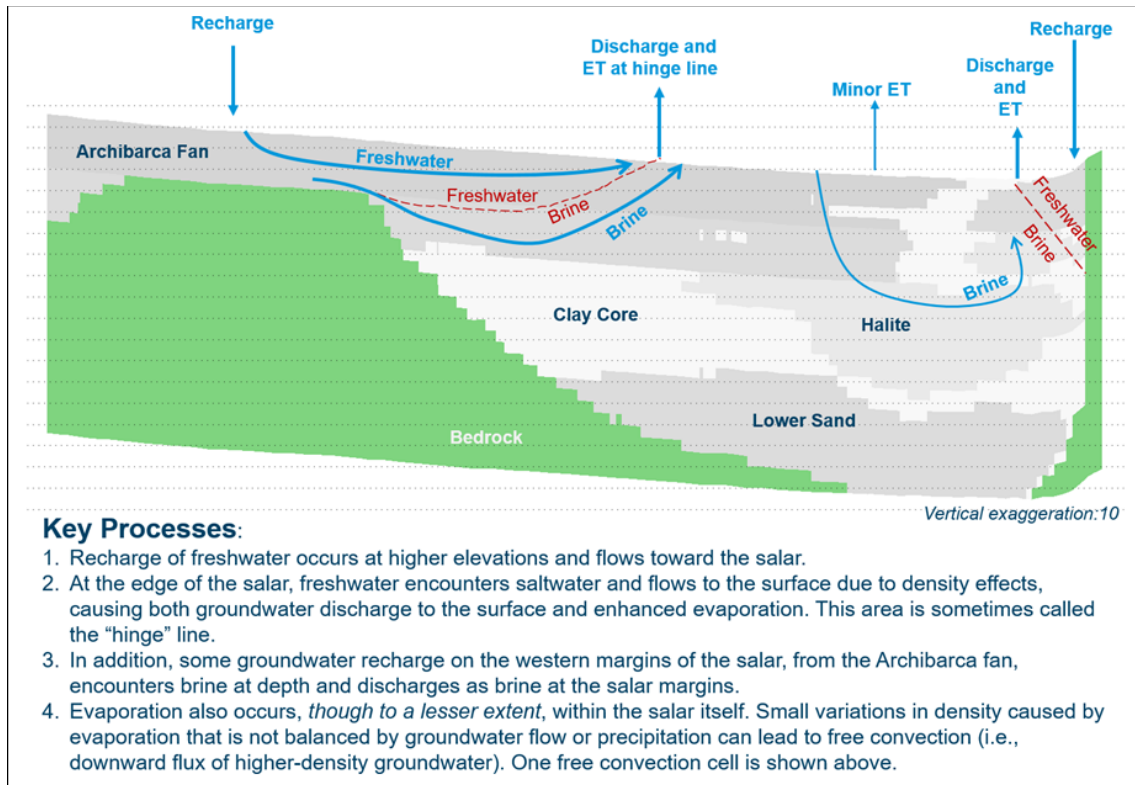 Recharge
Recharge
Discharge and
ET at hinge line
Discharge
and
ET
Minor ET
Archibarca Fan
Freshwater
Freshwater
Brine
Brine
Freshwater
Brine
Brine
Clay Core
Halite
Lower Sand
Bedrock
Vertical exaggeration:10
Key Processes:
1. Recharge of freshwater occurs at higher elevations and flows toward the salar.
2. At the edge of the salar, freshwater encounters saltwater and flows to the surface due to density effects,
causing both groundwater discharge to the surface and enhanced evaporation. This area is sometimes called
the “hinge” line.
3. In addition, some groundwater recharge on the western margins of the salar, from the Archibarca fan,
encounters brine at depth and discharges as brine at the salar margins.
4. Evaporation also occurs, though to a lesser extent, within the salar itself. Small variations in density caused by
evaporation that is not balanced by groundwater flow or precipitation can lead to free convection (i.e.,
downward flux of higher-density groundwater). One free convection cell is shown above.